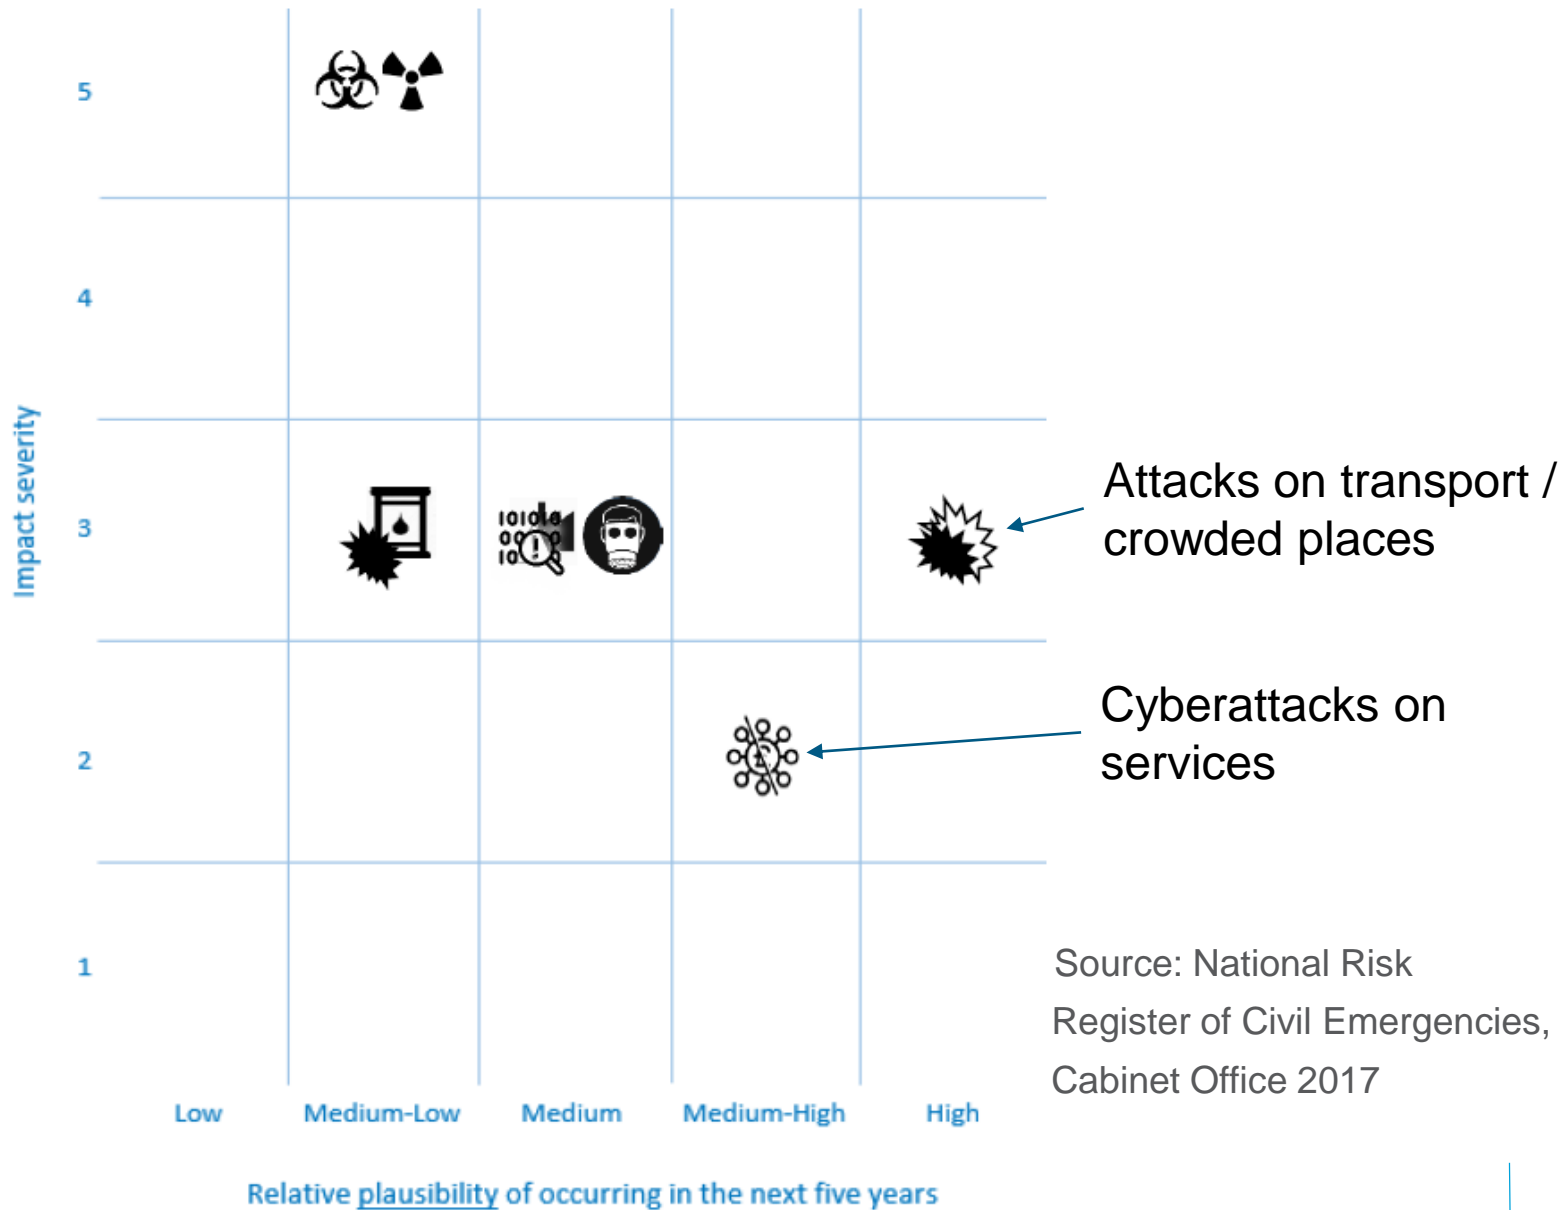 5
4
Impact severity
3
Attacks on transport /
crowded places
2
Cyberattacks on
services
1
Source: National Risk
Register of Civil Emergencies,
Cabinet Office 2017
Low Medium-Low Medium Medium-High High
Relative plausibility of occurring in the next five years